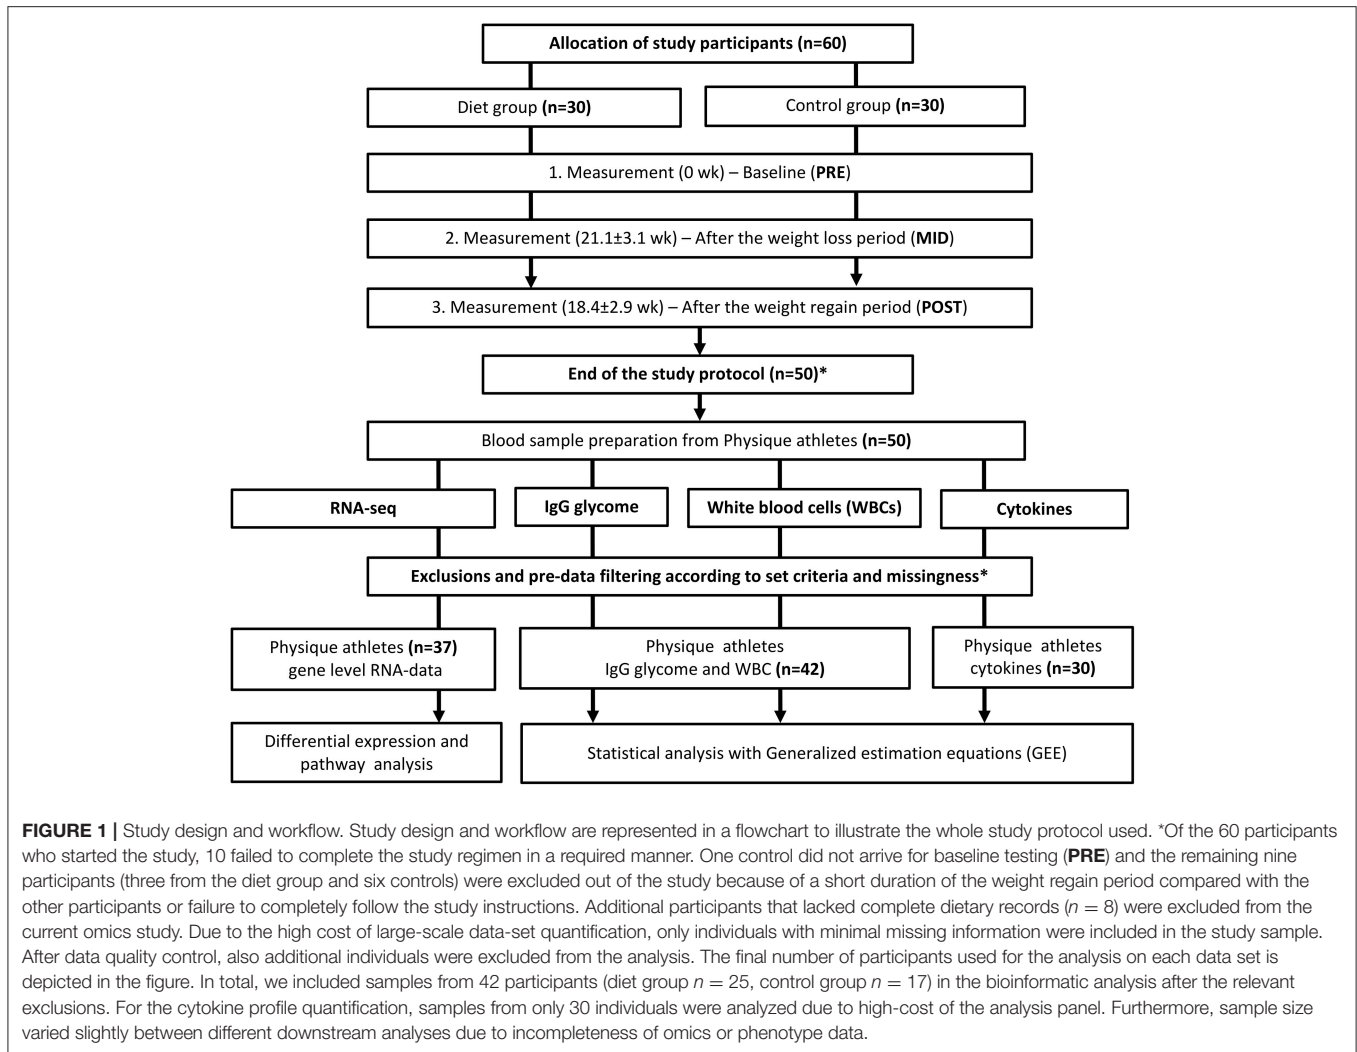 Allocation of study participants (n=60)
Diet group (n=30)
Control group (n=30)
1. Measurement (0 wk) – Baseline (PRE)
2. Measurement (21.1±3.1 wk) – After the weight loss period (MID)
3. Measurement (18.4±2.9 wk) – After the weight regain period (POST)
End of the study protocol (n=50)*
Blood sample preparation from Physique athletes (n=50)
RNA-seq
IgG glycome
White blood cells (WBCs)
Cytokines
Exclusions and pre-data filtering according to set criteria and missingness*
Physique athletes (n=37)
gene level RNA-data
Physique athletes
IgG glycome and WBC (n=42)
Physique athletes
cytokines (n=30)
Differential expression and
pathway analysis
Statistical analysis with Generalized estimation equations (GEE)
FIGURE 1 | Study design and workflow. Study design and workflow are represented in a flowchart to illustrate the whole study protocol used. *Of the 60 participants
who started the study, 10 failed to complete the study regimen in a required manner. One control did not arrive for baseline testing (PRE) and the remaining nine
participants (three from the diet group and six controls) were excluded out of the study because of a short duration of the weight regain period compared with the
other participants or failure to completely follow the study instructions. Additional participants that lacked complete dietary records (n = 8) were excluded from the
current omics study. Due to the high cost of large-scale data-set quantification, only individuals with minimal missing information were included in the study sample.
After data quality control, also additional individuals were excluded from the analysis. The final number of participants used for the analysis on each data set is
depicted in the figure. In total, we included samples from 42 participants (diet group n = 25, control group n = 17) in the bioinformatic analysis after the relevant
exclusions. For the cytokine profile quantification, samples from only 30 individuals were analyzed due to high-cost of the analysis panel. Furthermore, sample size
varied slightly between different downstream analyses due to incompleteness of omics or phenotype data.